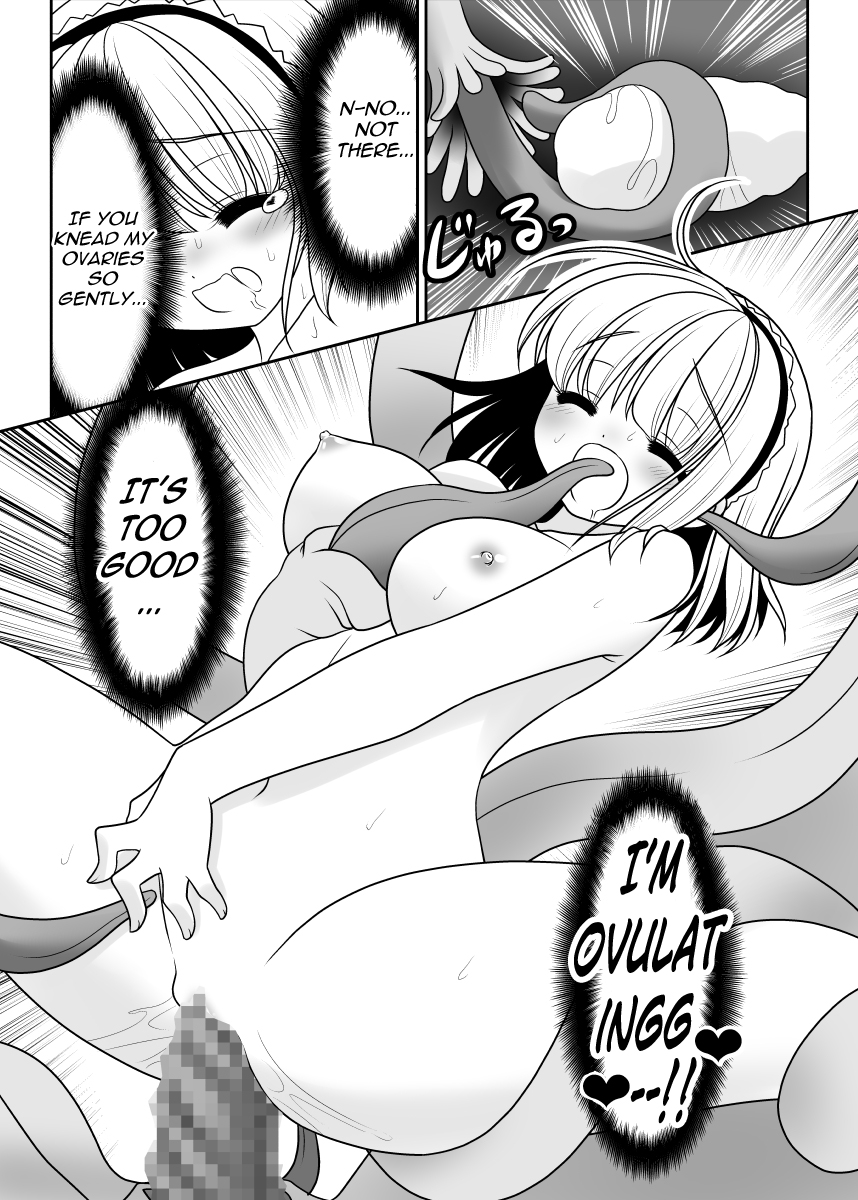 N-NO...
NOT
THERE...
IF YOU
KNEAD MY
OVARIES
SO
GENTLY...
じゅるっ
IT'S
TOO
GOOD
...
I'M
OVULAT
INGG
--!!